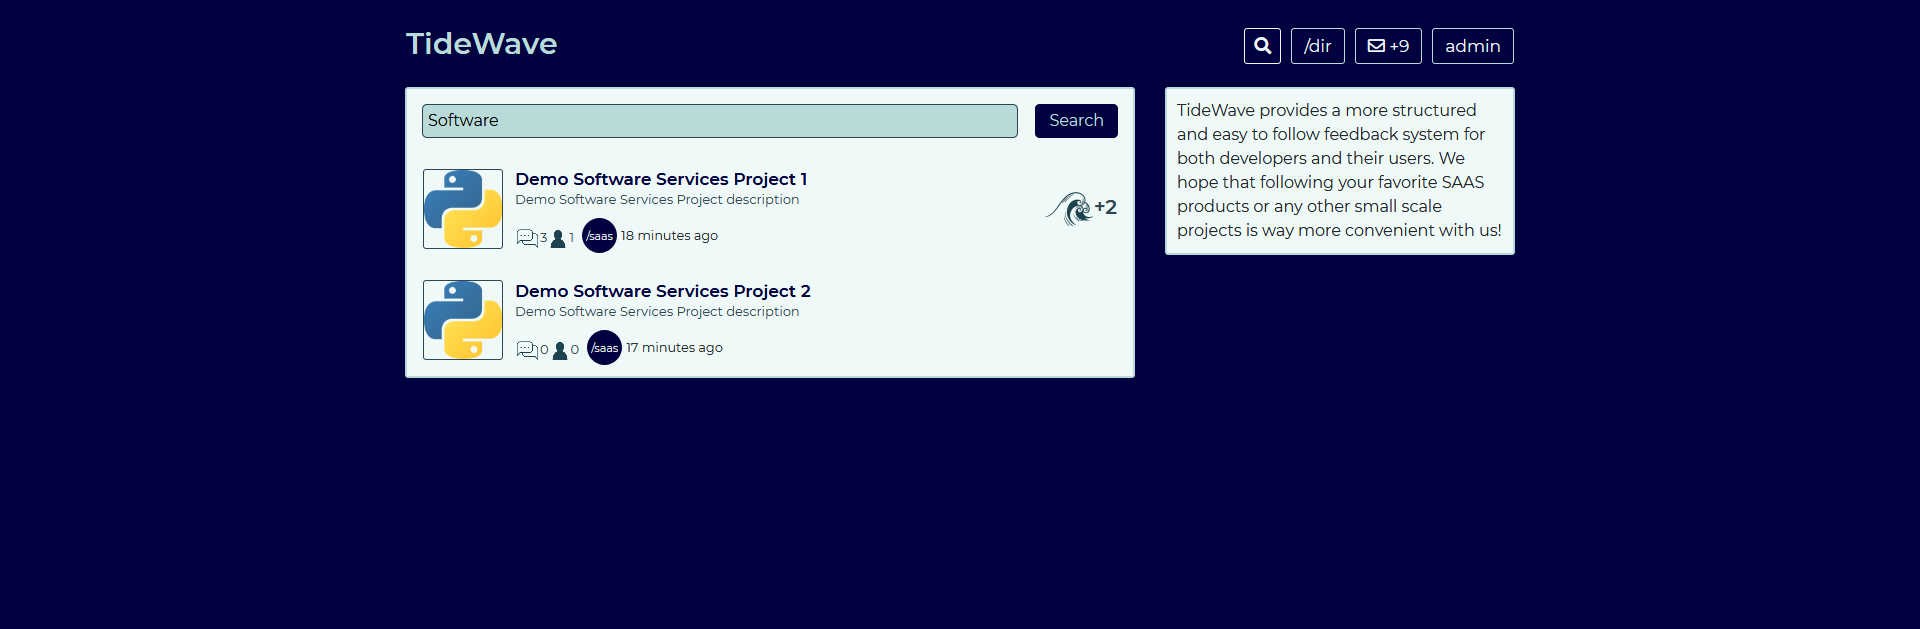 TideWave
/dir
+9
admin
Software
Search
Demo Software Services Project 1
Demo Software Services Project description
3 1 /saas 18 minutes ago
+2
Demo Software Services Project 2
Demo Software Services Project description
0 0 /saas 17 minutes ago
TideWave provides a more structured
and easy to follow feedback system for
both developers and their users. We
hope that following your favorite SAAS
products or any other small scale
projects is way more convenient with us!